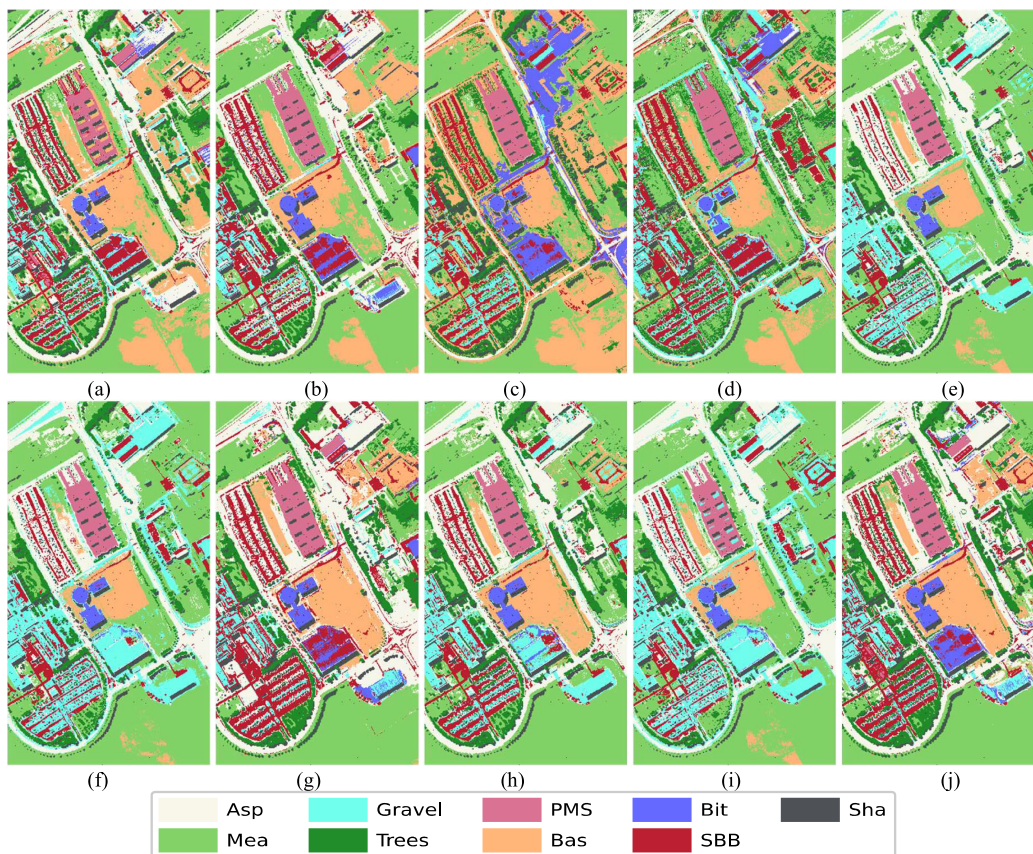 (a) (b) (c) (d) (e)
(f) (g) (h) (i) (j)
Asp Gravel PMS Bit Sha
Mea Trees Bas SBB